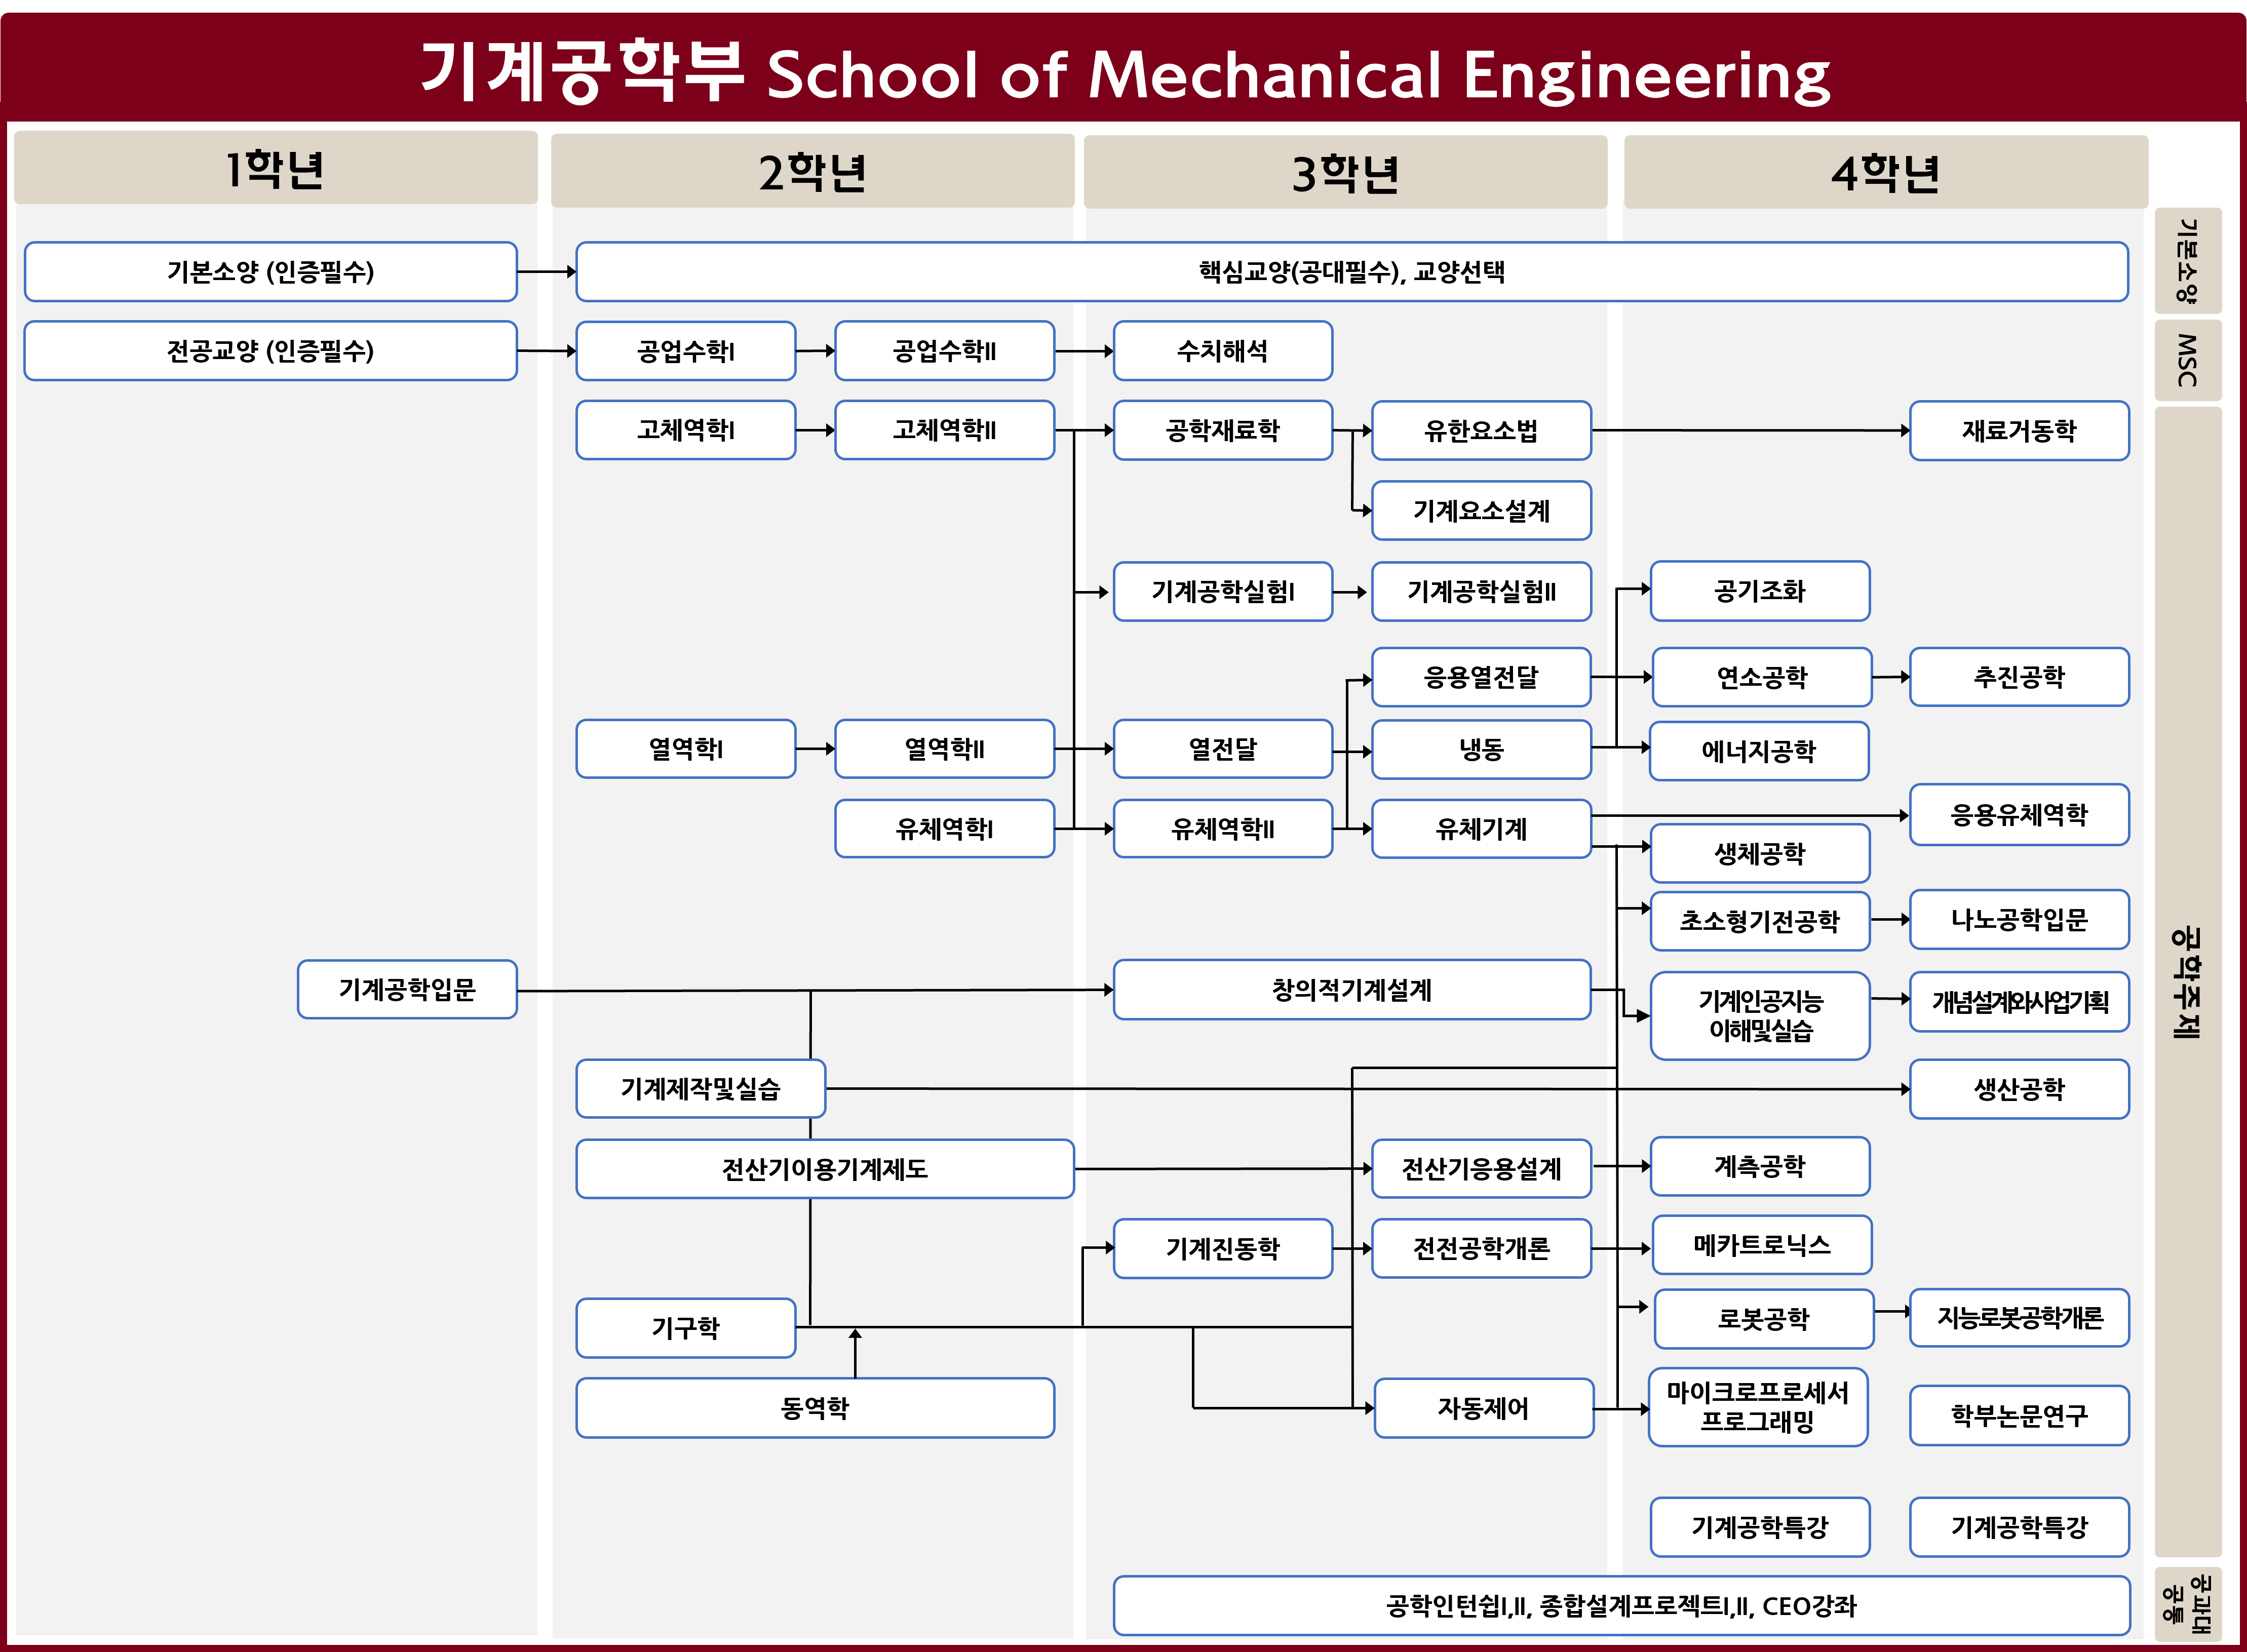 기계공학부 School of Mechanical Engineering
1학년
2학년
3학년
4학년
기본소양
기본소양 (인증필수)
핵심교양(공대필수), 교양선택
MSC
전공교양 (인증필수)
공업수학I
공업수학II
수치해석
공학주제
고체역학I
고체역학II
공학재료학
유한요소법
재료거동학
기계요소설계
기계공학실험I
기계공학실험II
공기조화
응용열전달
연소공학
추진공학
열역학I
열역학II
열전달
냉동
에너지공학
유체역학I
유체역학II
유체기계
응용유체역학
생체공학
초소형기전공학
나노공학입문
기계공학입문
창의적기계설계
기계인공지능
이해및실습
개념설계와사업기획
기계제작및실습
생산공학
전산기이용기계제도
전산기응용설계
계측공학
기계진동학
전전공학개론
메카트로닉스
기구학
로봇공학
지능로봇공학개론
동역학
자동제어
마이크로프로세서
프로그래밍
학부논문연구
기계공학특강
기계공학특강
공과대
공통
공학인턴쉽I,II, 종합설계프로젝트I,II, CEO강좌